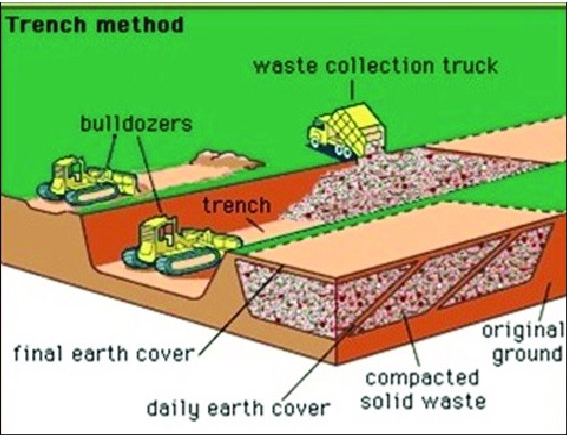 Trench method
waste collection truck
bulldozers
trench
final earth cover
daily earth cover
compacted
solid waste
original
ground